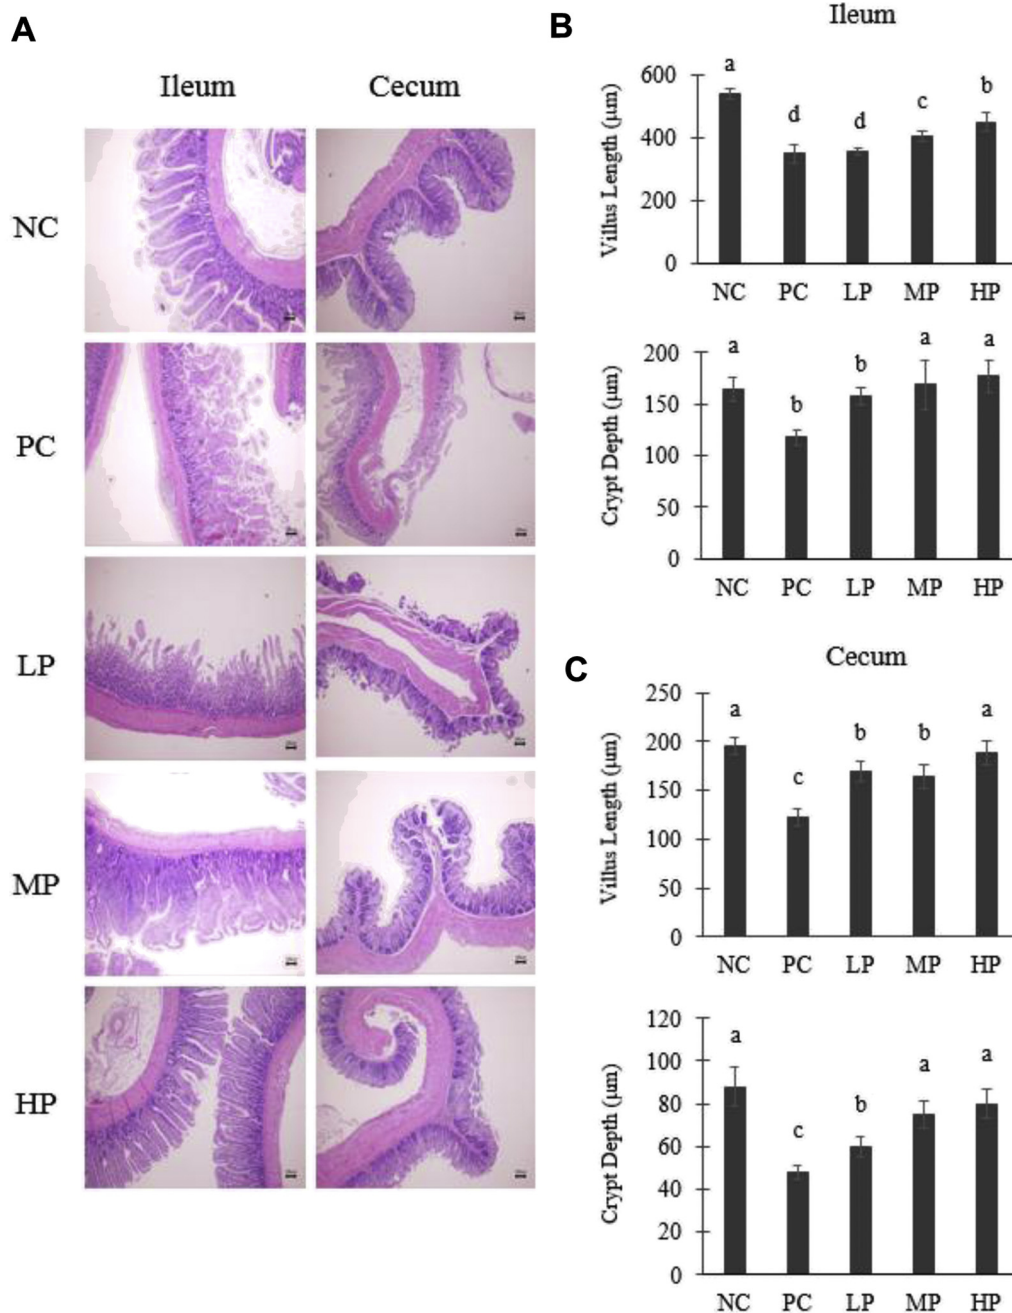 A
Ileum Cecum
NC
PC
LP
MP
HP
B
Ileum
Villus Length (μm)
600
400
200
0
a d d c b
NC PC LP MP HP
Crypt Depth (μm)
200
150
100
50
0
a b b a a
NC PC LP MP HP
C
Cecum
Villus Length (μm)
250
200
150
100
50
0
a c b b a
NC PC LP MP HP
Crypt Depth (μm)
120
100
80
60
40
20
0
a c b a a
NC PC LP MP HP